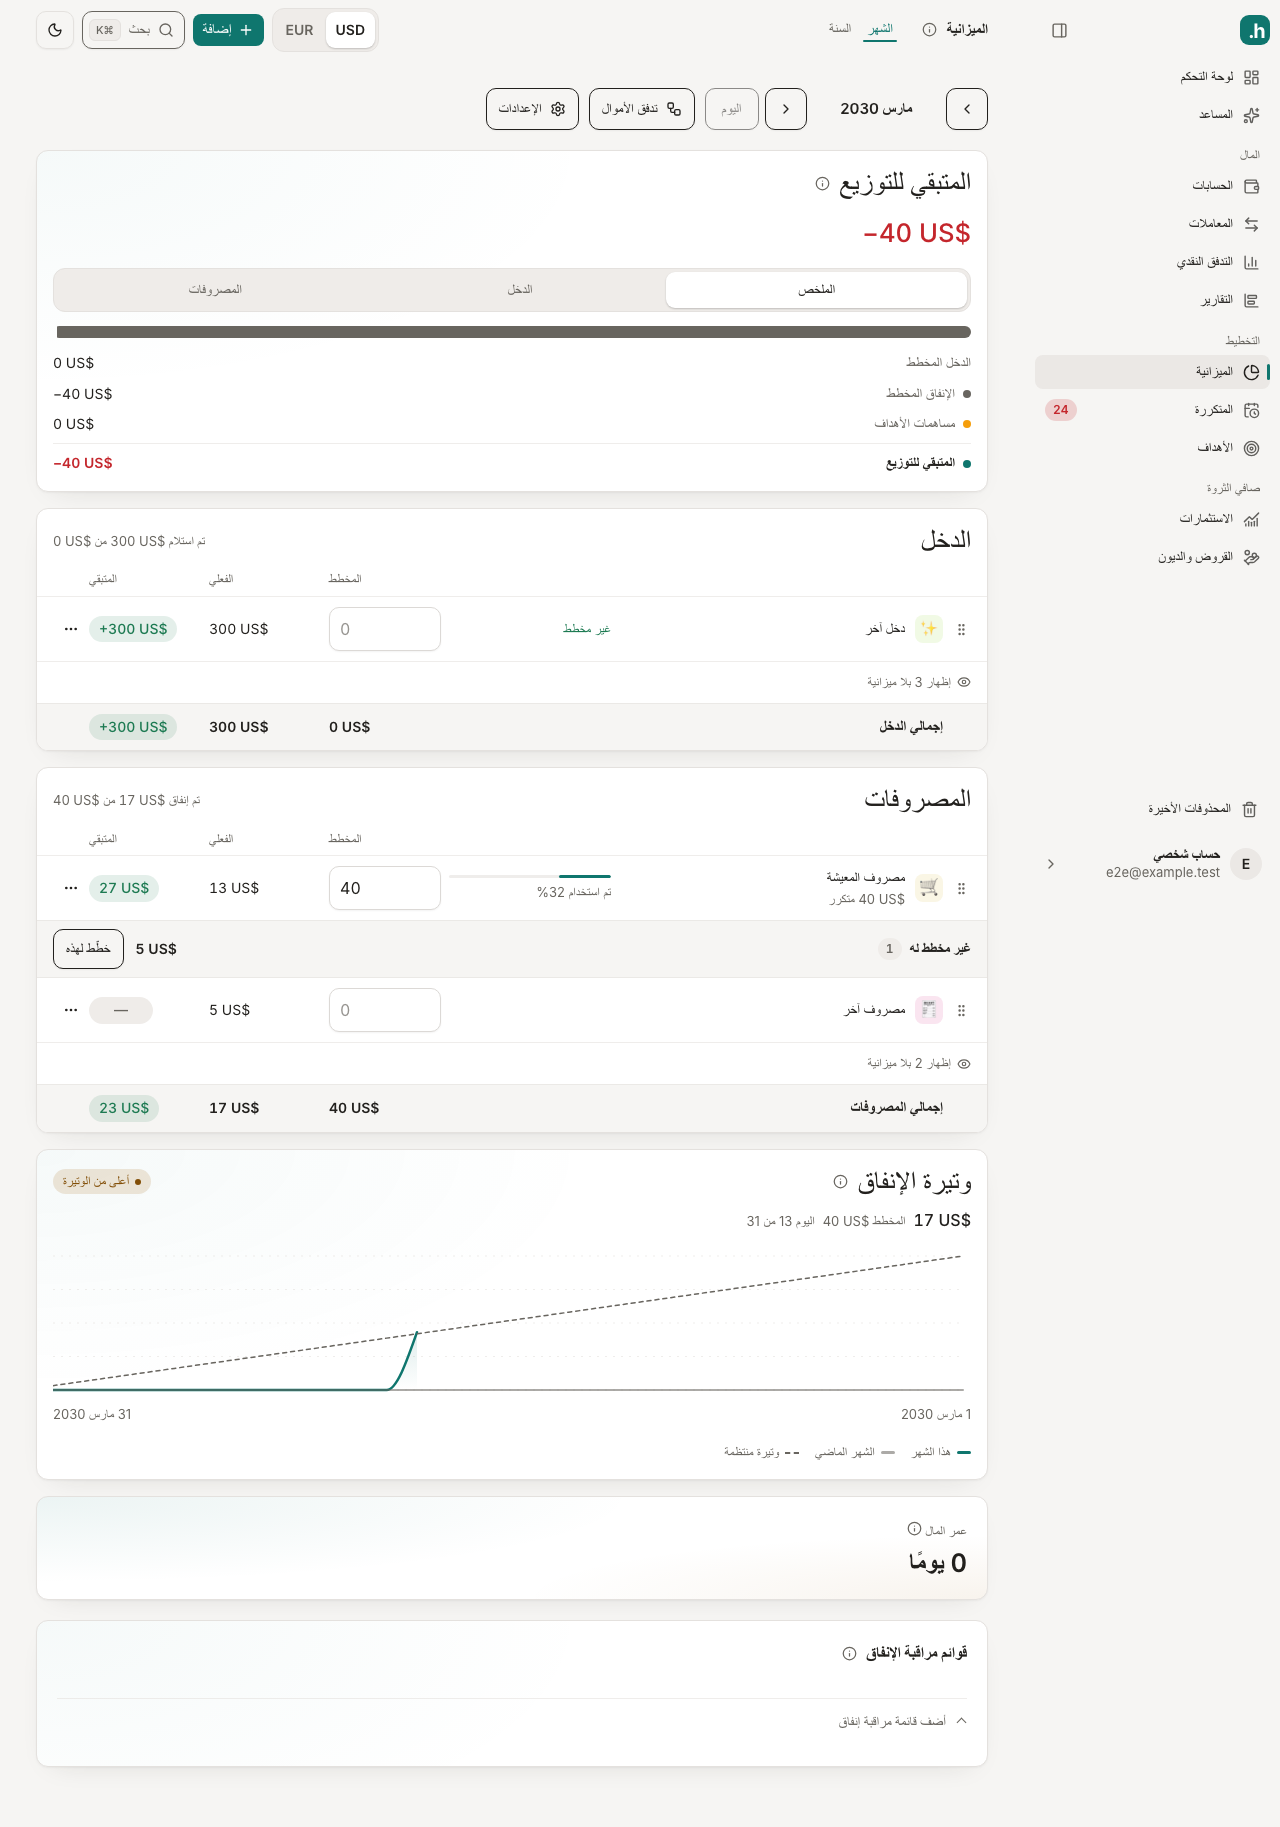 h.
لوحة التحكم
المساعد
المال
الحسابات
المعاملات
التدفق النقدي
التقارير
التخطيط
الميزانية
المتكررة
24
الأهداف
صافي الثروة
الاستثمارات
القروض والديون
المحذوفات الأخيرة
E
حساب شخصي
e2e@example.test
الميزانية
الشهر
السنة
USD
EUR
إضافة
بحث
⌘K
مارس 2030
اليوم
تدفق الأموال
الإعدادات
المتبقي للتوزيع
−40 US$
الملخص
الدخل
المصروفات
الدخل المخطط
0 US$
الإنفاق المخطط
−40 US$
مساهمات الأهداف
0 US$
المتبقي للتوزيع
−40 US$
الدخل
تم استلام 300 US$ من 0 US$
المخطط
الفعلي
المتبقي
✨
دخل آخر
غير مخطط
0
300 US$
+300 US$
إظهار 3 بلا ميزانية
إجمالي الدخل
0 US$
300 US$
+300 US$
المصروفات
تم إنفاق 17 US$ من 40 US$
المخطط
الفعلي
المتبقي
🛒
مصروف المعيشة
40 US$ متكرر
تم استخدام 32%
40
13 US$
27 US$
غير مخطط له
1
5 US$
خطّط لهذه
مصروف آخر
0
5 US$
—
إظهار 2 بلا ميزانية
إجمالي المصروفات
40 US$
17 US$
23 US$
وتيرة الإنفاق
أعلى من الوتيرة
17 US$
المخطط 40 US$
اليوم 13 من 31
1 مارس 2030
31 مارس 2030
هذا الشهر
الشهر الماضي
وتيرة منتظمة
عمر المال
0 يومًا
قوائم مراقبة الإنفاق
أضف قائمة مراقبة إنفاق